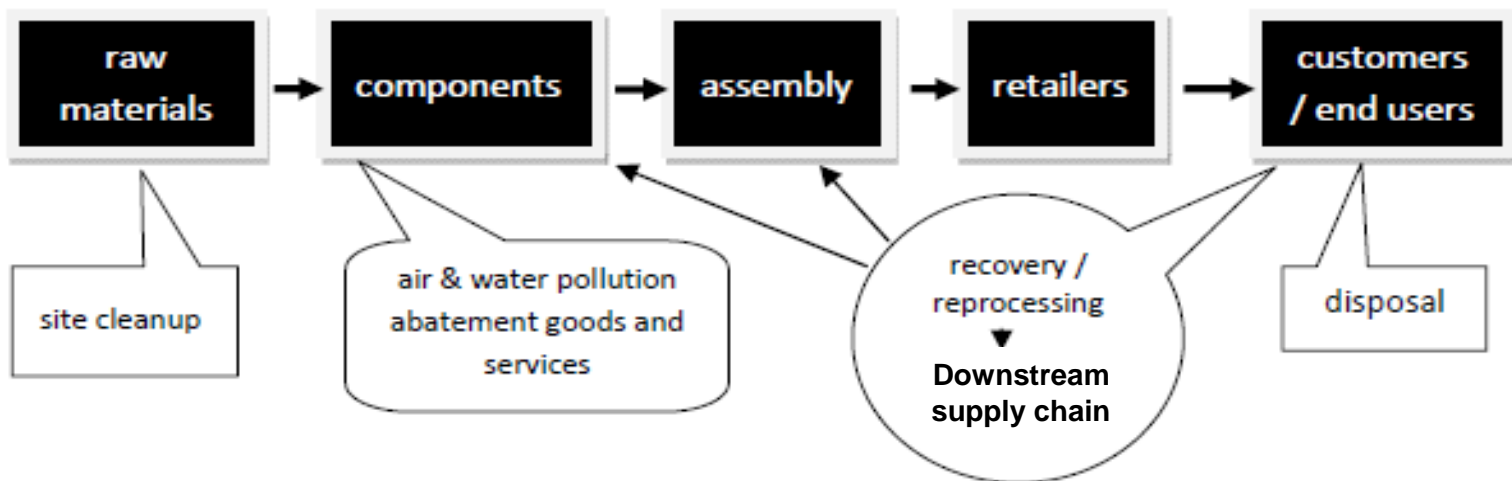 raw
materials
components
assembly
retailers
customers
/ end users
site cleanup
air & water pollution
abatement goods and
services
recovery /
reprocessing
Downstream
supply chain
disposal